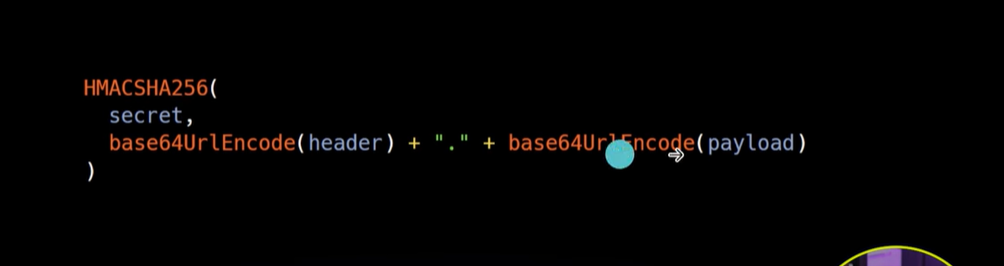 HMACSHA256(
secret,
base64UrlEncode(header) + "." + base64UrlEncode(payload)
)